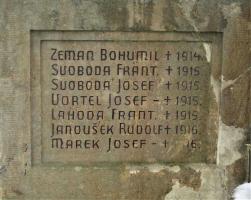 ZEMAN BOHUMIL + 1914.
SVOBODA FRANT. + 1915.
SVOBODA JOSEF + 1915.
VORTEL JOSEF - + 1915.
LAHODA FRANT. + 1915.
JANOUŠEK RUDOLF + 1916.
MAREK JOSEF - +